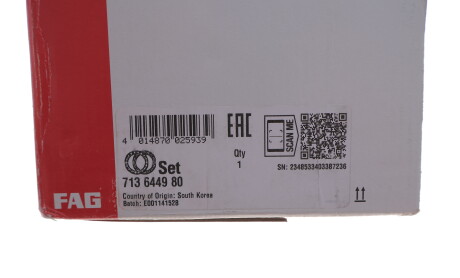 4 014870 025939
EAC
SCAN ME
Set
Qty
1
713 6449 80
SN: 2348533403387236
Country of Origin: South Korea
Batch: E001141528
FAG